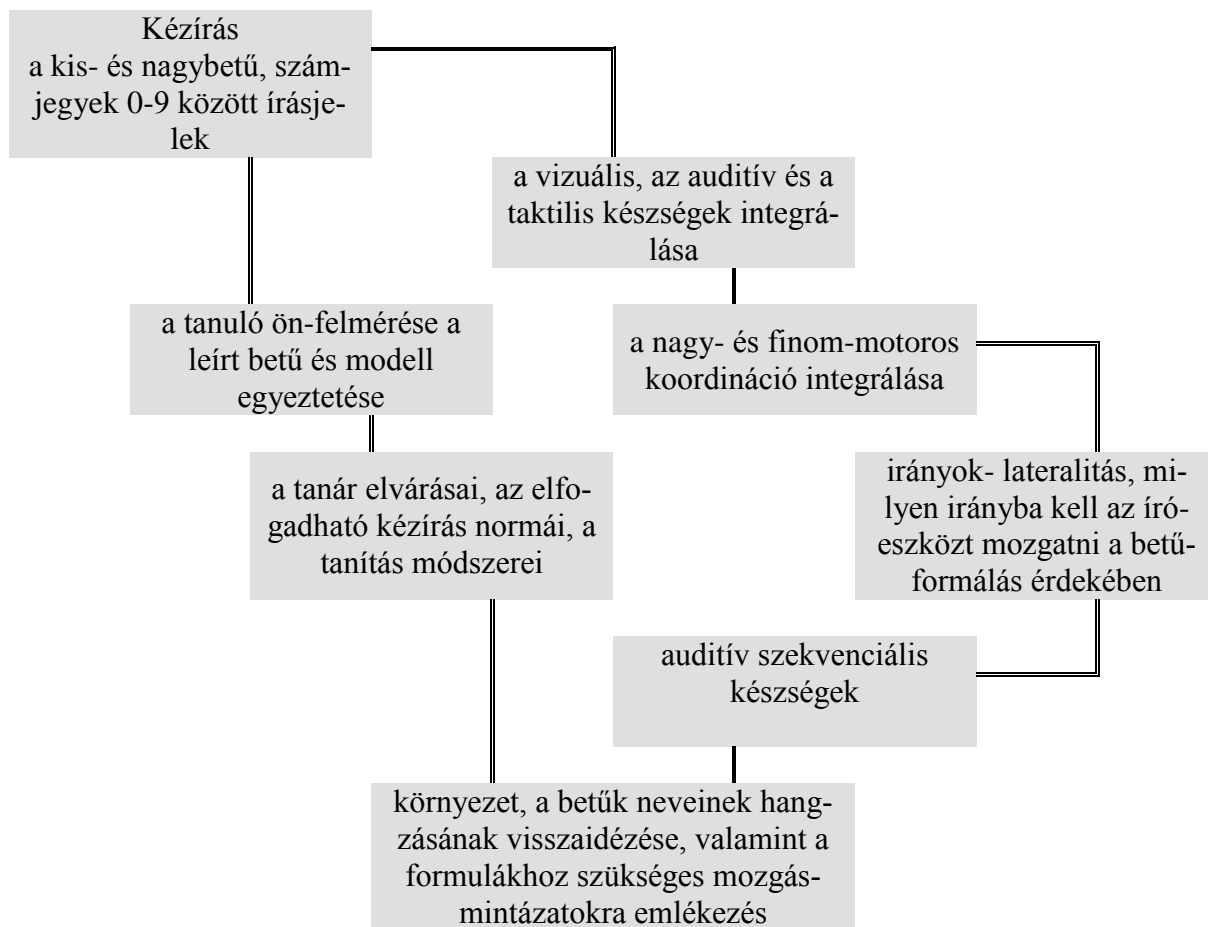 Kézírás
a kis- és nagybetű, szám-
jegyek 0-9 között írásje-
lek
a vizuális, az auditív és a
taktilis készségek integrá-
lása
a tanuló ön-felmérése a
leírt betű és modell
egyeztetése
a nagy- és finom-motoros
koordináció integrálása
a tanár elvárásai, az elfo-
gadható kézírás normái, a
tanítás módszerei
irányok- lateralitás, mi-
lyen irányba kell az író-
eszközt mozgatni a betű-
formálás érdekében
auditív szekvenciális
készségek
környezet, a betűk neveinek hang-
zásának visszaidézése, valamint a
formulákhoz szükséges mozgás-
mintázatokra emlékezés